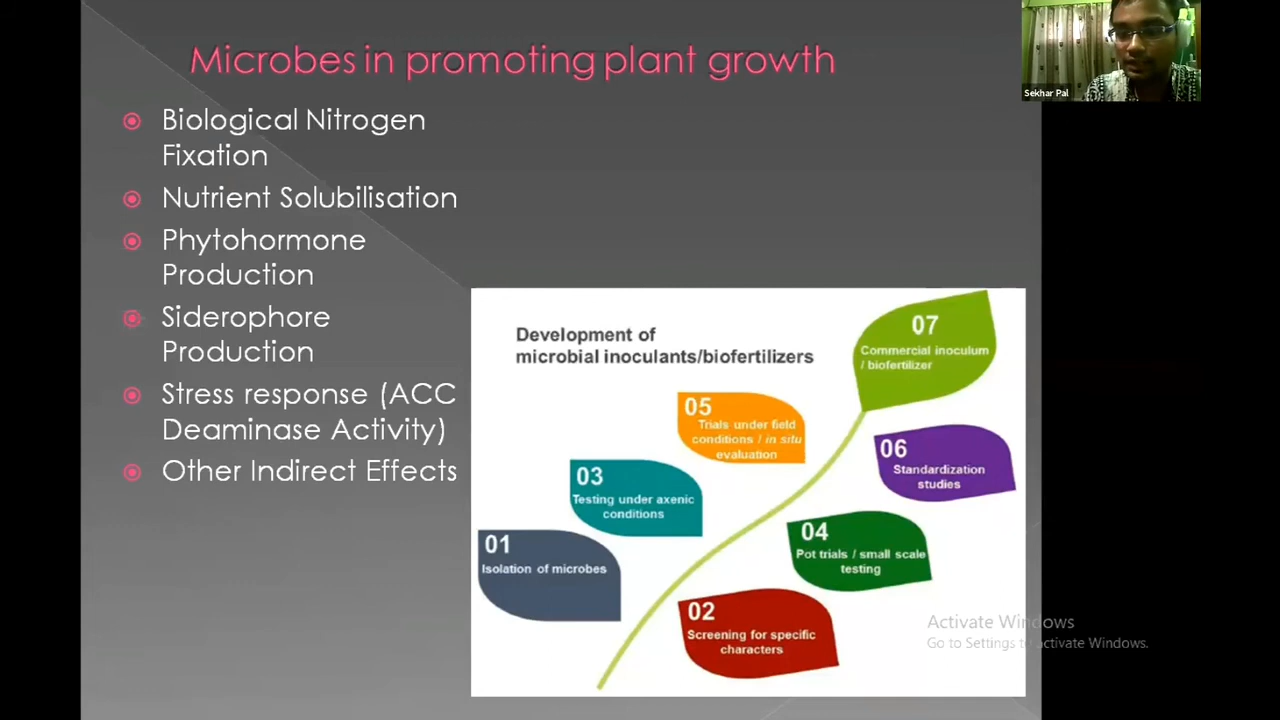 Microbes in promoting plant growth
Sekhar Pal
Biological Nitrogen
Fixation
Nutrient Solubilisation
Phytohormone
Production
Siderophore
Production
Stress response (ACC
Deaminase Activity)
Other Indirect Effects
Development of
microbial inoculants/biofertilizers
01
Isolation of microbes
02
Screening for specific
characters
03
Testing under axenic
conditions
04
Pot trials / small scale
testing
05
Trials under field
conditions / in situ
evaluation
06
Standardization
studies
07
Commercial inoculum
/ biofertilizer
Activate Windows
Go to Settings to activate Windows.